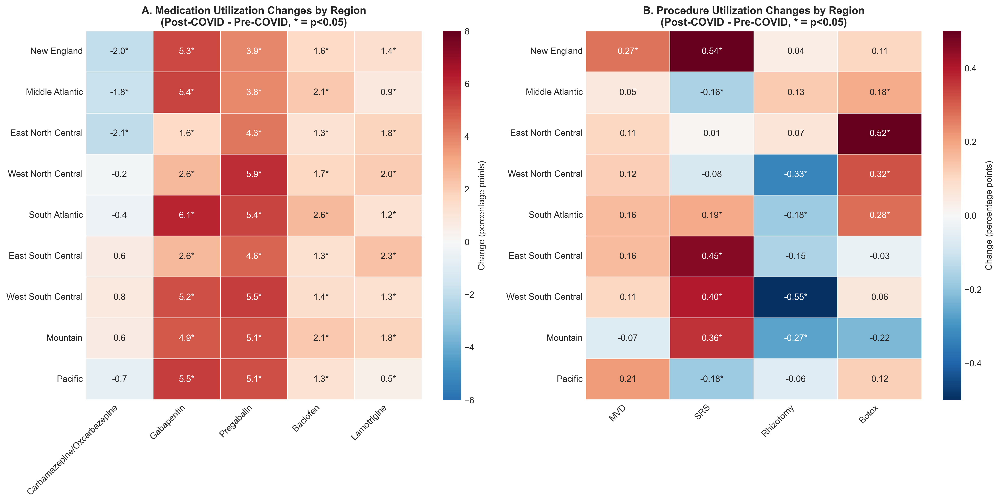 A. Medication Utilization Changes by Region
(Post-COVID - Pre-COVID, * = p<0.05)
New England -2.0* 5.3* 3.9* 1.6* 1.4*
Middle Atlantic -1.8* 5.4* 3.8* 2.1* 0.9*
East North Central -2.1* 1.6* 4.3* 1.3* 1.8*
West North Central -0.2 2.6* 5.9* 1.7* 2.0*
South Atlantic -0.4 6.1* 5.4* 2.6* 1.2*
East South Central 0.6 2.6* 4.6* 1.3* 2.3*
West South Central 0.8 5.2* 5.5* 1.4* 1.3*
Mountain 0.6 4.9* 5.1* 2.1* 1.8*
Pacific -0.7 5.5* 5.1* 1.3* 0.5*
Carbamazepine/Oxcarbazepine
Gabapentin
Pregabalin
Baclofen
Lamotrigine
8
6
4
2
0
−2
−4
−6
Change (percentage points)
B. Procedure Utilization Changes by Region
(Post-COVID - Pre-COVID, * = p<0.05)
New England 0.27* 0.54* 0.04 0.11
Middle Atlantic 0.05 -0.16* 0.13 0.18*
East North Central 0.11 0.01 0.07 0.52*
West North Central 0.12 -0.08 -0.33* 0.32*
South Atlantic 0.16 0.19* -0.18* 0.28*
East South Central 0.16 0.45* -0.15 -0.03
West South Central 0.11 0.40* -0.55* 0.06
Mountain -0.07 0.36* -0.27* -0.22
Pacific 0.21 -0.18* -0.06 0.12
MVD
SRS
Rhizotomy
Botox
0.4
0.2
0.0
−0.2
−0.4
Change (percentage points)